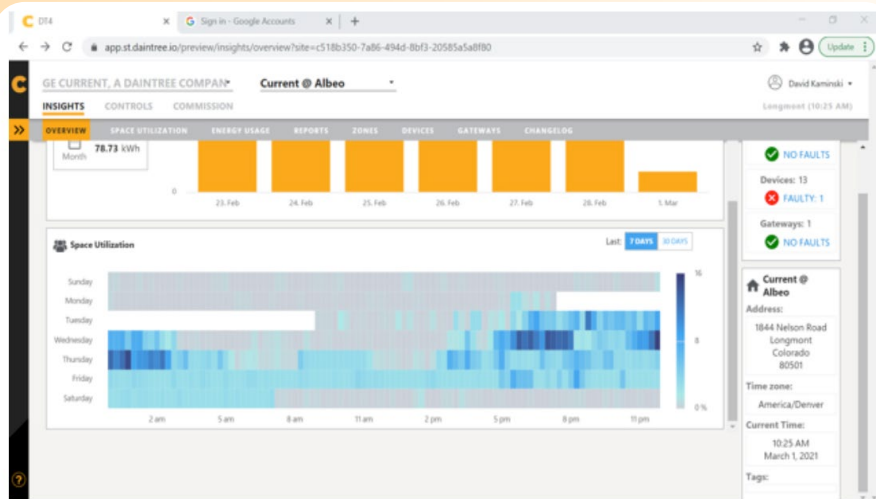 DT4
Sign in - Google Accounts
app.st.daintree.io/preview/insights/overview?site=c518b350-7a86-494d-8bf3-20585a5a8f80
Update
GE CURRENT, A DAINTREE COMPAN
Current @ Albeo
David Kaminski
INSIGHTS CONTROLS COMMISSION
Longmont (10:25 AM)
OVERVIEW SPACE UTILIZATION ENERGY USAGE REPORTS ZONES DEVICES GATEWAYS CHANGELOG
Month
78.73 kWh
0
23. Feb 24. Feb 25. Feb 26. Feb 27. Feb 28. Feb 1. Mar
NO FAULTS
Devices: 13
FAULTY: 1
Gateways: 1
NO FAULTS
Space Utilization
Last: 7 DAYS 30 DAYS
Sunday
Monday
Tuesday
Wednesday
Thursday
Friday
Saturday
2 am 5 am 8 am 11 am 2 pm 5 pm 8 pm 11 pm
16
8
0 %
Current @
Albeo
Address:
1844 Nelson Road
Longmont
Colorado
80501
Time zone:
America/Denver
Current Time:
10:25 AM
March 1, 2021
Tags: